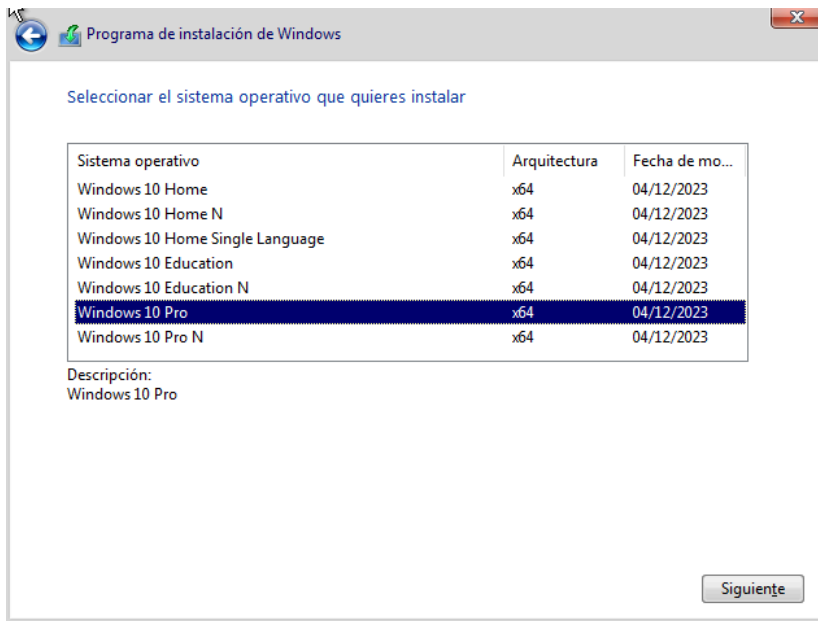 Programa de instalación de Windows
Seleccionar el sistema operativo que quieres instalar
Sistema operativo Arquitectura Fecha de mo...
Windows 10 Home x64 04/12/2023
Windows 10 Home N x64 04/12/2023
Windows 10 Home Single Language x64 04/12/2023
Windows 10 Education x64 04/12/2023
Windows 10 Education N x64 04/12/2023
Windows 10 Pro x64 04/12/2023
Windows 10 Pro N x64 04/12/2023
Descripción:
Windows 10 Pro
Siguiente